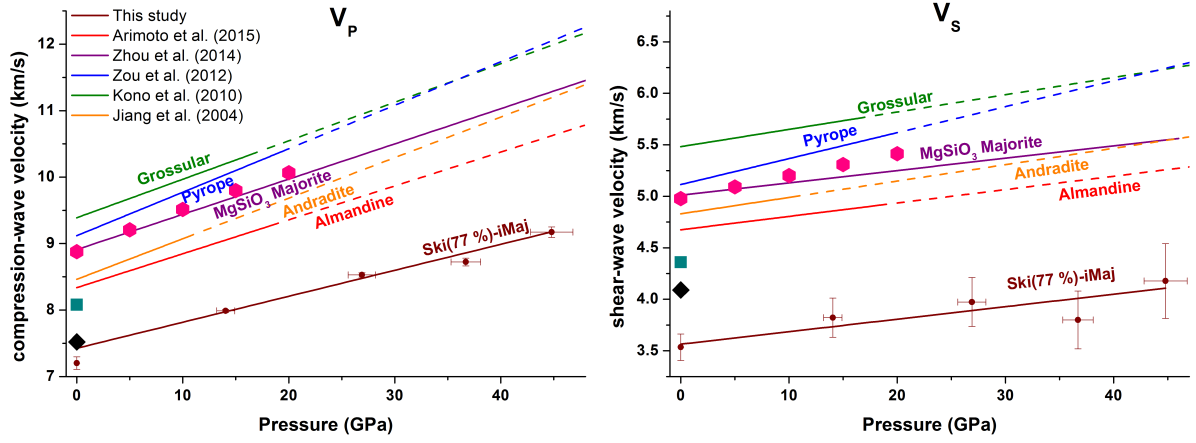 V_P
This study
Arimoto et al. (2015)
Zhou et al. (2014)
Zou et al. (2012)
Kono et al. (2010)
Jiang et al. (2004)
12
11
10
9
8
7
compression-wave velocity (km/s)
Grossular
Pyrope
MgSiO3 Majorite
Andradite
Almandine
Ski(77 %)-iMaj
0 10 20 30 40
Pressure (GPa)
V_S
6.5
6.0
5.5
5.0
4.5
4.0
3.5
shear-wave velocity (km/s)
Grossular
Pyrope
MgSiO3 Majorite
Andradite
Almandine
Ski(77 %)-iMaj
0 10 20 30 40
Pressure (GPa)